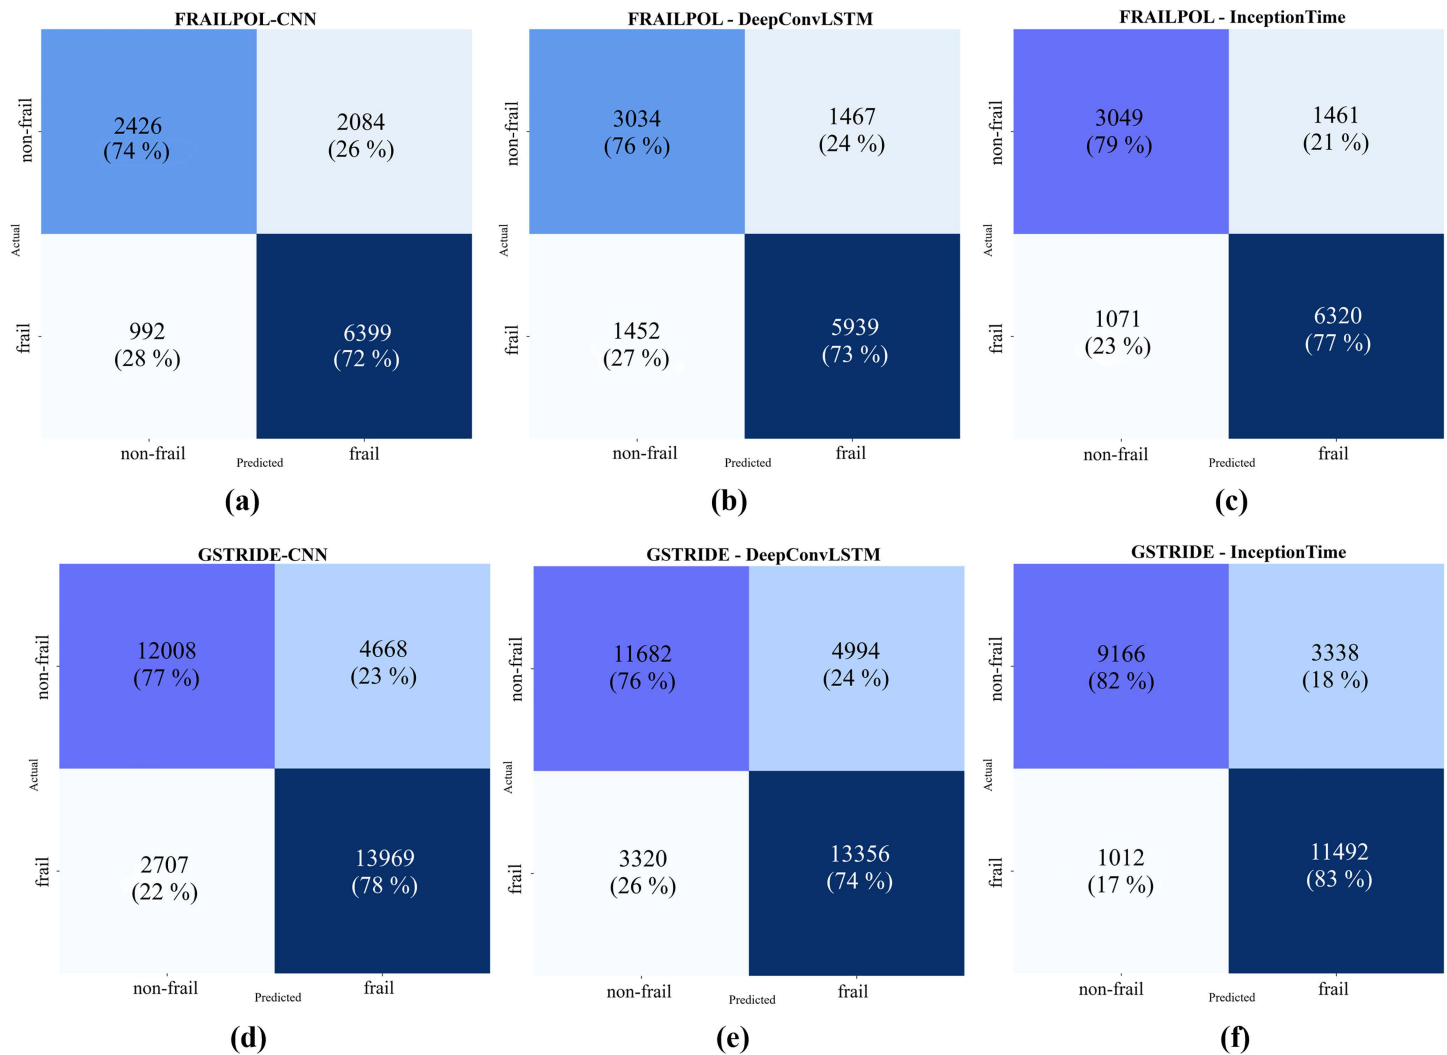 FRAILPOL-CNN
non-frail
2426
(74 %)
2084
(26 %)
Actual
frail
992
(28 %)
6399
(72 %)
non-frail
frail
Predicted
(a)
FRAILPOL - DeepConvLSTM
non-frail
3034
(76 %)
1467
(24 %)
Actual
frail
1452
(27 %)
5939
(73 %)
non-frail
frail
Predicted
(b)
FRAILPOL - InceptionTime
non-frail
3049
(79 %)
1461
(21 %)
Actual
frail
1071
(23 %)
6320
(77 %)
non-frail
frail
Predicted
(c)
GSTRIDE-CNN
non-frail
12008
(77 %)
4668
(23 %)
Actual
frail
2707
(22 %)
13969
(78 %)
non-frail
frail
Predicted
(d)
GSTRIDE - DeepConvLSTM
non-frail
11682
(76 %)
4994
(24 %)
Actual
frail
3320
(26 %)
13356
(74 %)
non-frail
frail
Predicted
(e)
GSTRIDE - InceptionTime
non-frail
9166
(82 %)
3338
(18 %)
Actual
frail
1012
(17 %)
11492
(83 %)
non-frail
frail
Predicted
(f)